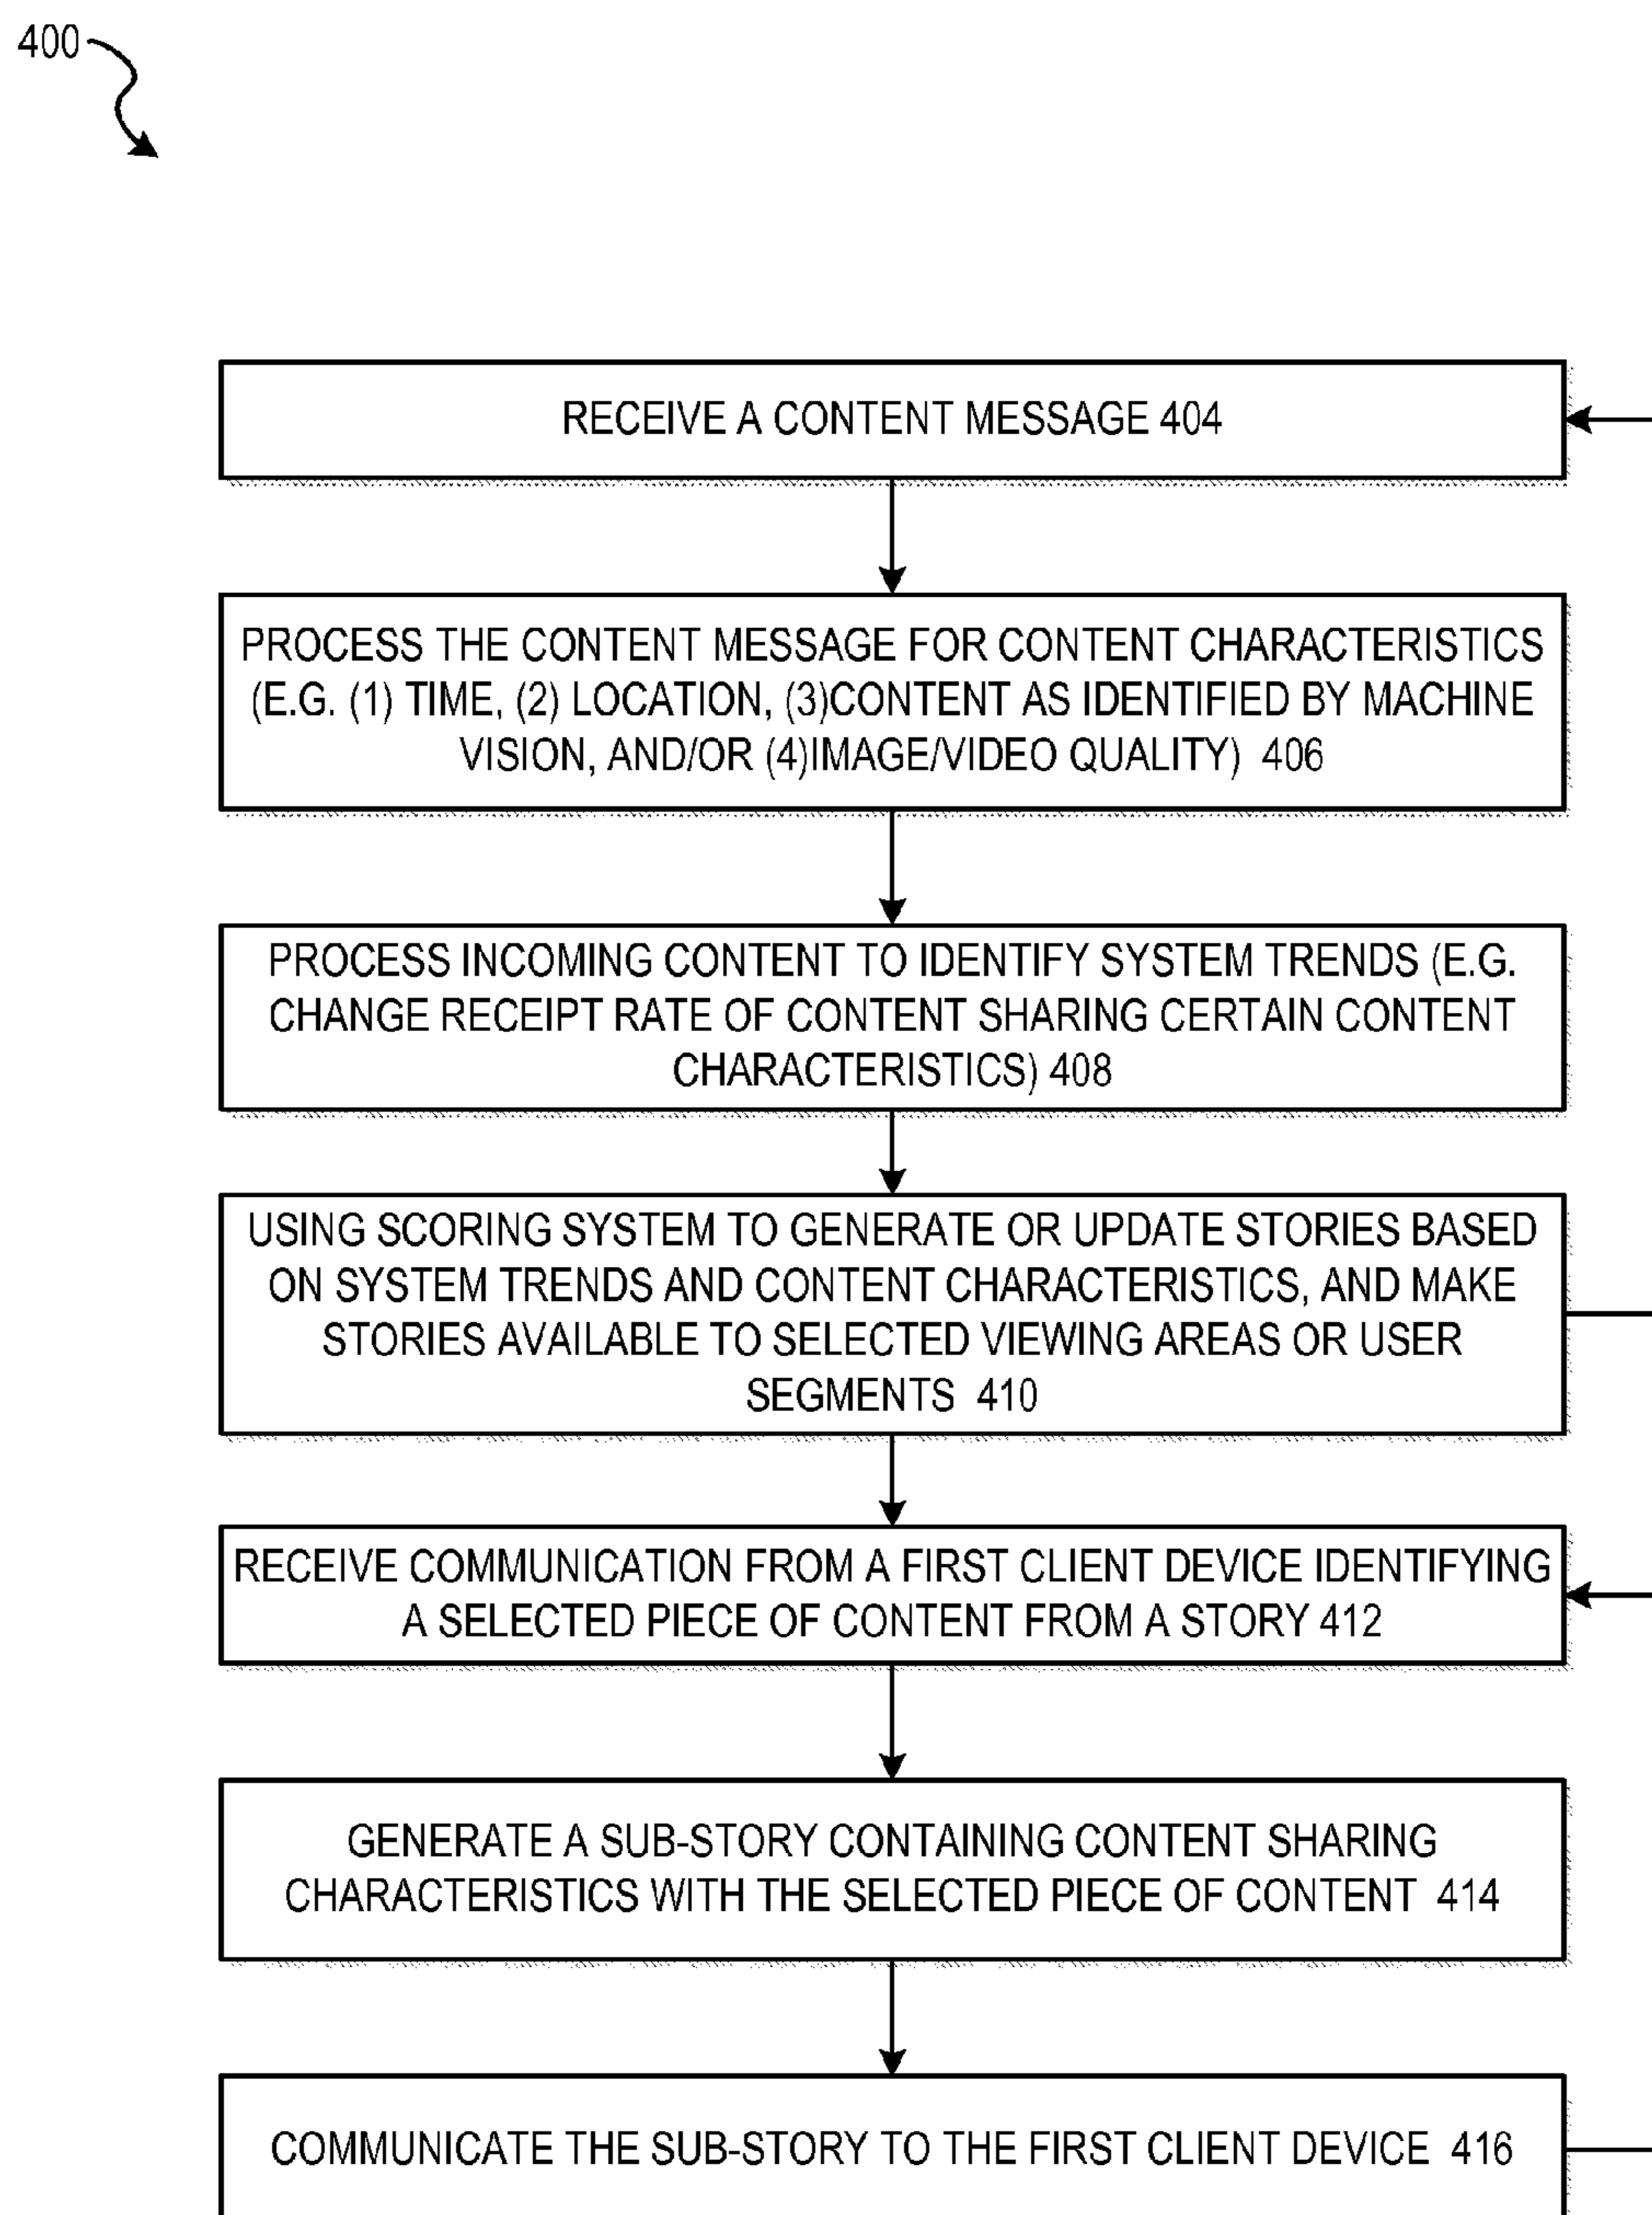 400
RECEIVE A CONTENT MESSAGE 404
PROCESS THE CONTENT MESSAGE FOR CONTENT CHARACTERISTICS
(E.G. (1) TIME, (2) LOCATION, (3)CONTENT AS IDENTIFIED BY MACHINE
VISION, AND/OR (4)IMAGE/VIDEO QUALITY) 406
PROCESS INCOMING CONTENT TO IDENTIFY SYSTEM TRENDS (E.G.
CHANGE RECEIPT RATE OF CONTENT SHARING CERTAIN CONTENT
CHARACTERISTICS) 408
USING SCORING SYSTEM TO GENERATE OR UPDATE STORIES BASED
ON SYSTEM TRENDS AND CONTENT CHARACTERISTICS, AND MAKE
STORIES AVAILABLE TO SELECTED VIEWING AREAS OR USER
SEGMENTS 410
RECEIVE COMMUNICATION FROM A FIRST CLIENT DEVICE IDENTIFYING
A SELECTED PIECE OF CONTENT FROM A STORY 412
GENERATE A SUB-STORY CONTAINING CONTENT SHARING
CHARACTERISTICS WITH THE SELECTED PIECE OF CONTENT 414
COMMUNICATE THE SUB-STORY TO THE FIRST CLIENT DEVICE 416